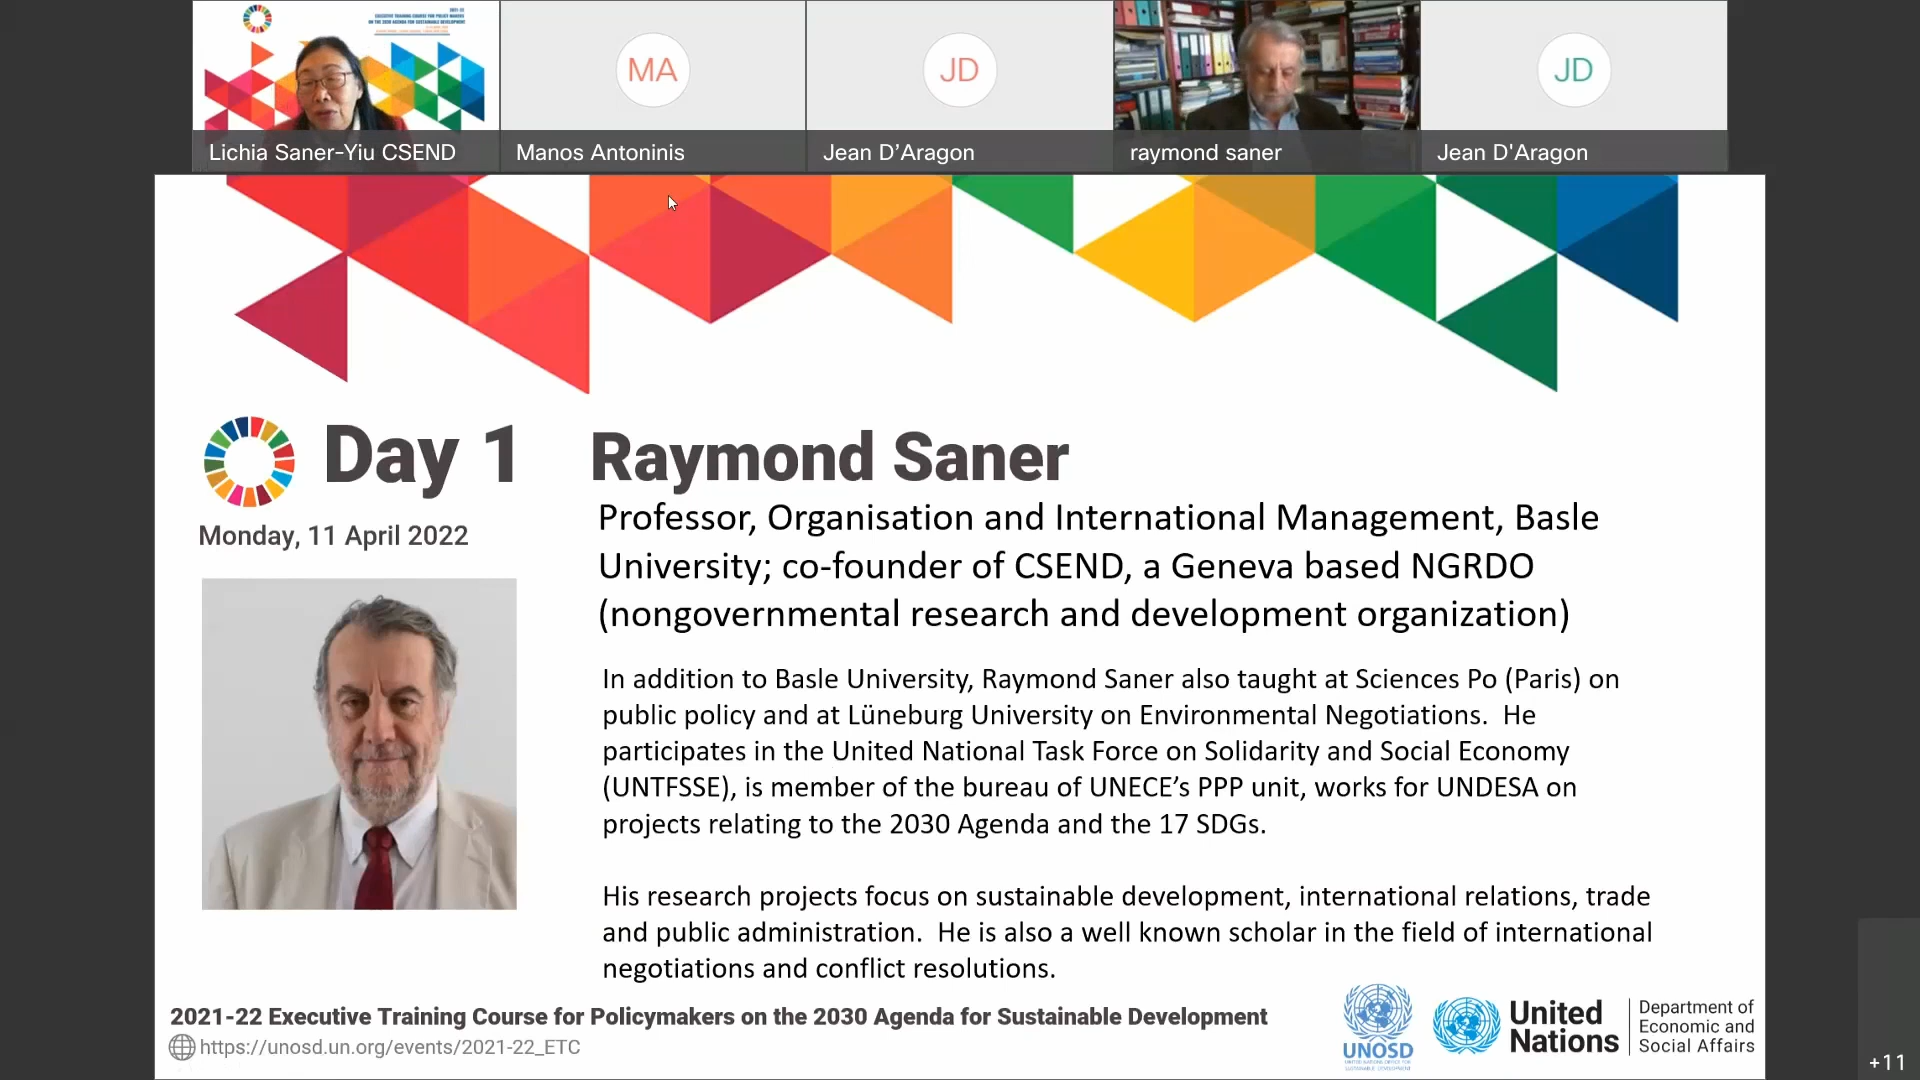 MA
JD
JD
Lichia Saner-Yiu CSEND
Manos Antoninis
Jean D’Aragon
raymond saner
Jean D'Aragon
Day 1
Monday, 11 April 2022
Raymond Saner
Professor, Organisation and International Management, Basle
University; co-founder of CSEND, a Geneva based NGRDO
(nongovernmental research and development organization)
In addition to Basle University, Raymond Saner also taught at Sciences Po (Paris) on
public policy and at Lüneburg University on Environmental Negotiations.  He
participates in the United National Task Force on Solidarity and Social Economy
(UNTFSSE), is member of the bureau of UNECE’s PPP unit, works for UNDESA on
projects relating to the 2030 Agenda and the 17 SDGs.
His research projects focus on sustainable development, international relations, trade
and public administration.  He is also a well known scholar in the field of international
negotiations and conflict resolutions.
2021-22 Executive Training Course for Policymakers on the 2030 Agenda for Sustainable Development
https://unosd.un.org/events/2021-22_ETC
UNOSD
United
Nations
Department of
Economic and
Social Affairs
+11